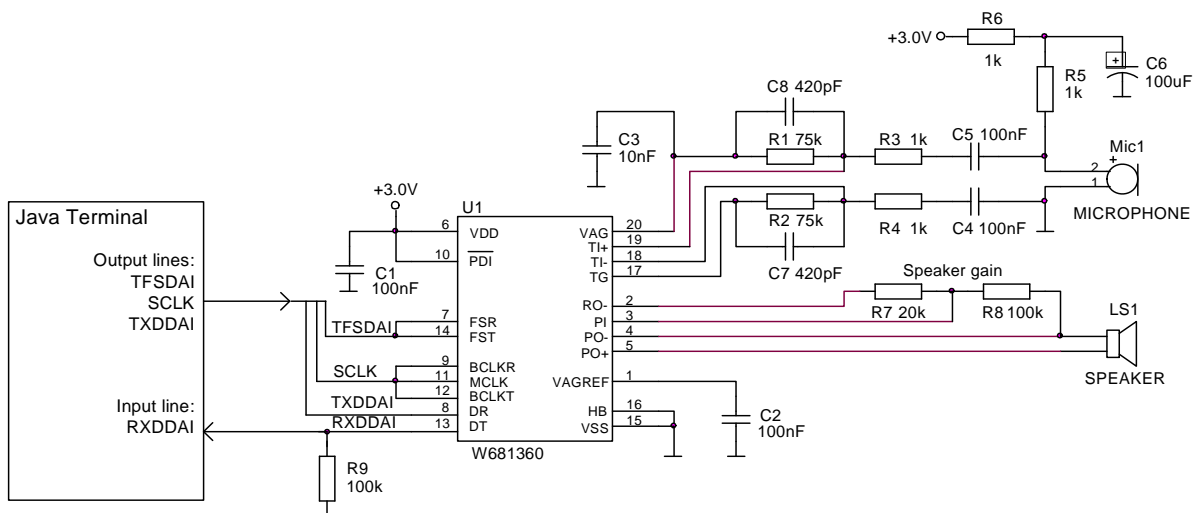 R6
+3.0V
1k
+
C6
100uF
R5
1k
C8 420pF
C3
10nF
R1 75k
R3 1k
C5 100nF
Mic1
+
2
1
MICROPHONE
R2 75k
R4 1k
C4 100nF
C7 420pF
+3.0V
U1
Java Terminal
Output lines:
TFSDAI
SCLK
TXDDAI
Input line:
RXDDAI
C1
100nF
6 VDD
10 PDI
7 FSR
14 FST
TFSDAI
9 BCLKR
SCLK
11 MCLK
12 BCLKT
TXDDAI
8 DR
RXDDAI
13 DT
VAG 20
TI+ 19
TI- 18
TG 17
RO- 2
PI 3
PO- 4
PO+ 5
VAGREF 1
HB 16
VSS 15
W681360
Speaker gain
R7 20k
R8 100k
LS1
SPEAKER
C2
100nF
R9
100k